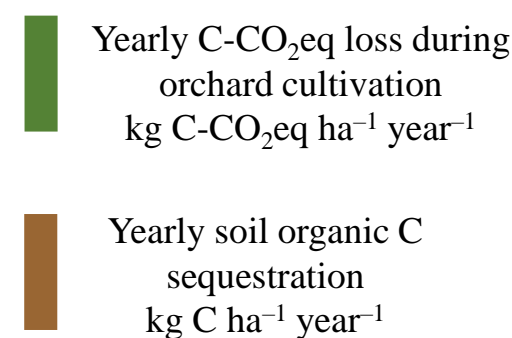 Yearly C-CO₂eq loss during
orchard cultivation
kg C-CO₂eq ha⁻¹ year⁻¹
Yearly soil organic C
sequestration
kg C ha⁻¹ year⁻¹